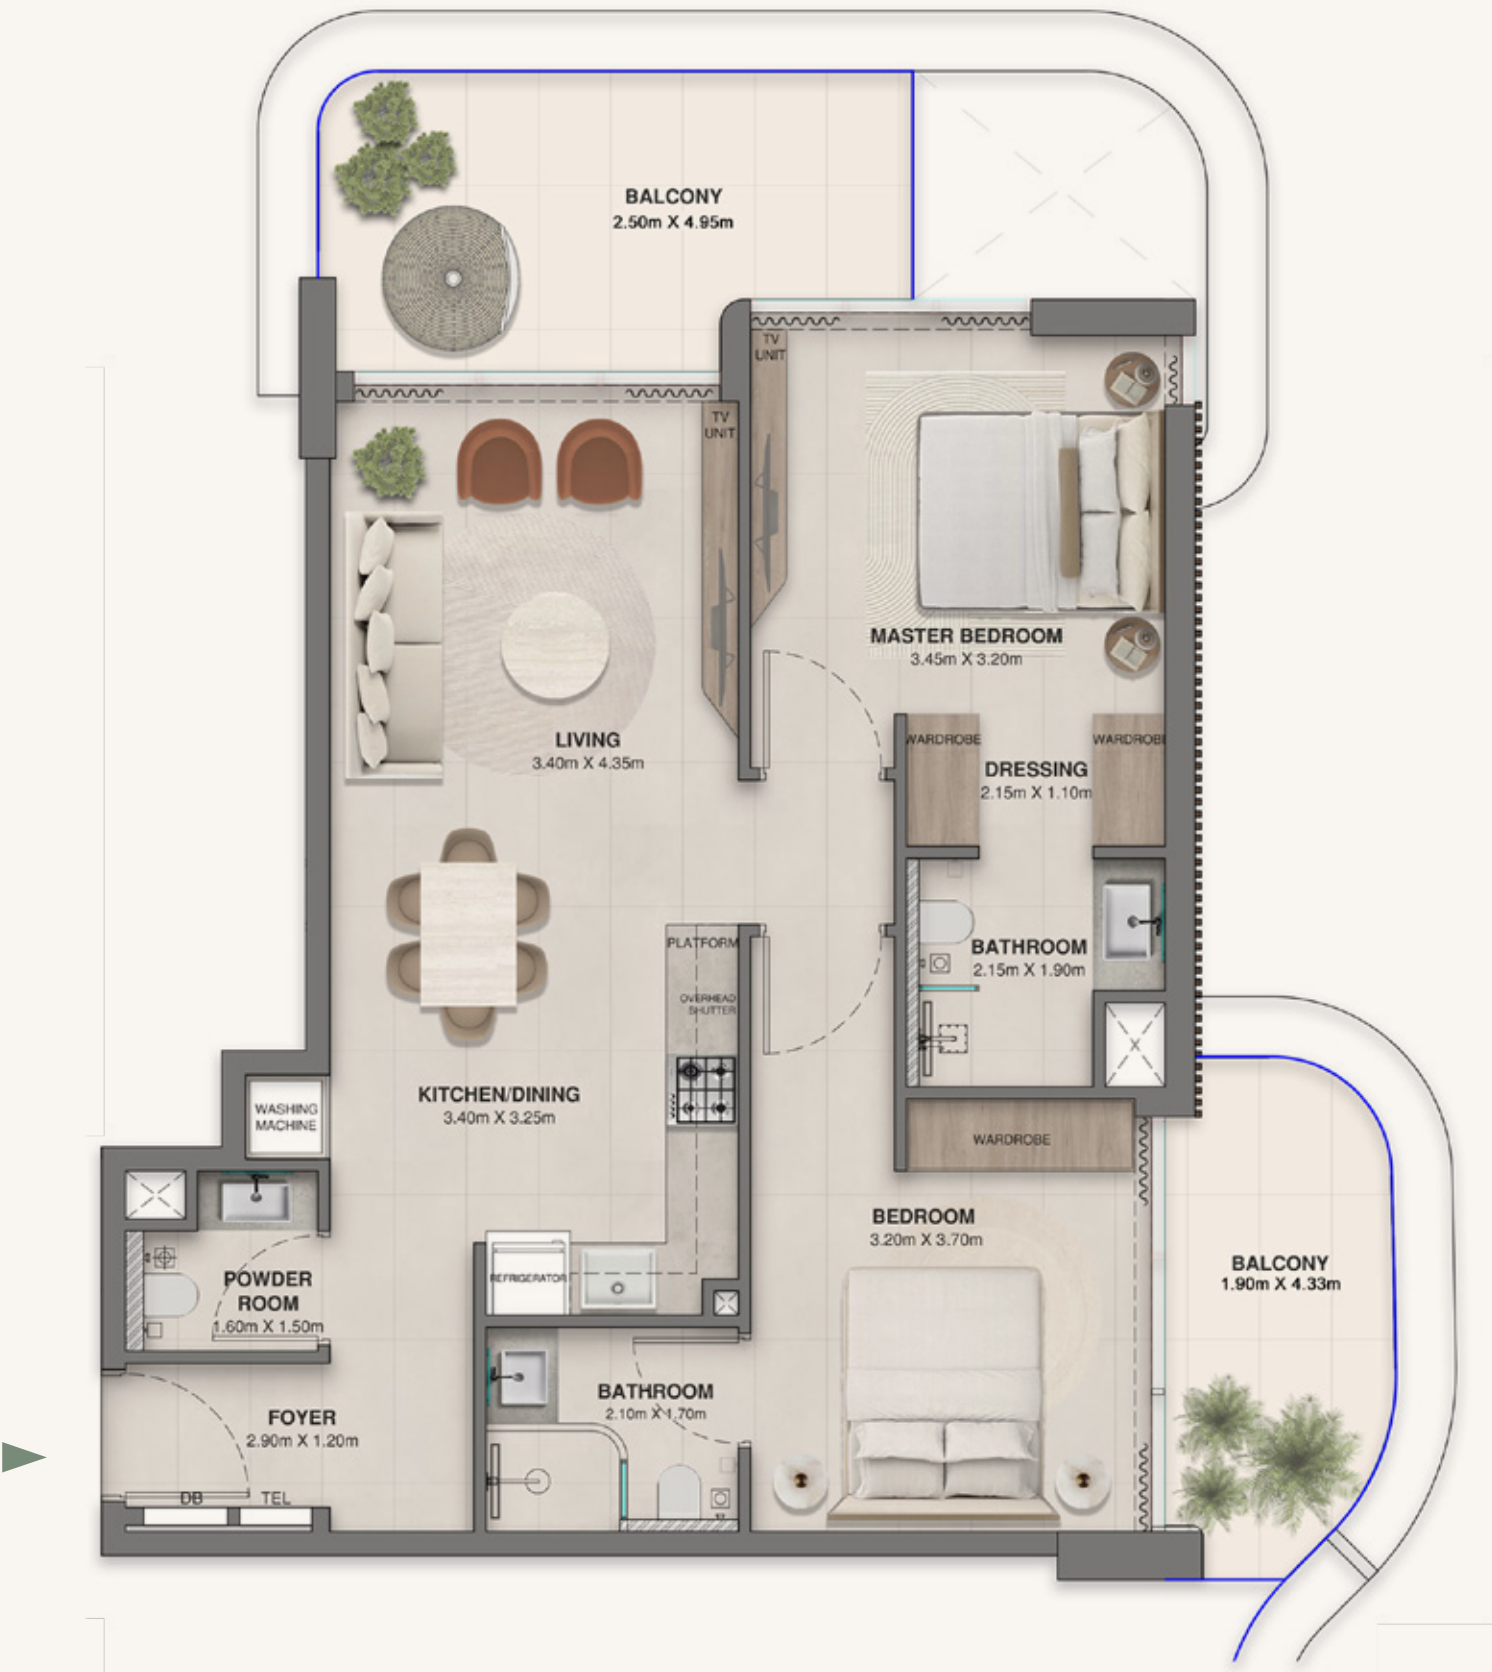 BALCONY
2.50m X 4.95m
TV
UNIT
TV
UNIT
MASTER BEDROOM
3.45m X 3.20m
LIVING
3.40m X 4.35m
WARDROBE
WARDROBE
DRESSING
2.15m X 1.10m
PLATFORM
BATHROOM
2.15m X 1.90m
OVERHEAD
SHUTTER
X
KITCHEN/DINING
3.40m X 3.25m
WASHING
MACHINE
WARDROBE
BEDROOM
3.20m X 3.70m
BALCONY
1.90m X 4.33m
POWDER
ROOM
1.60m X 1.50m
REFRIGERATOR
BATHROOM
2.10m X 1.70m
FOYER
2.90m X 1.20m
DB
TEL